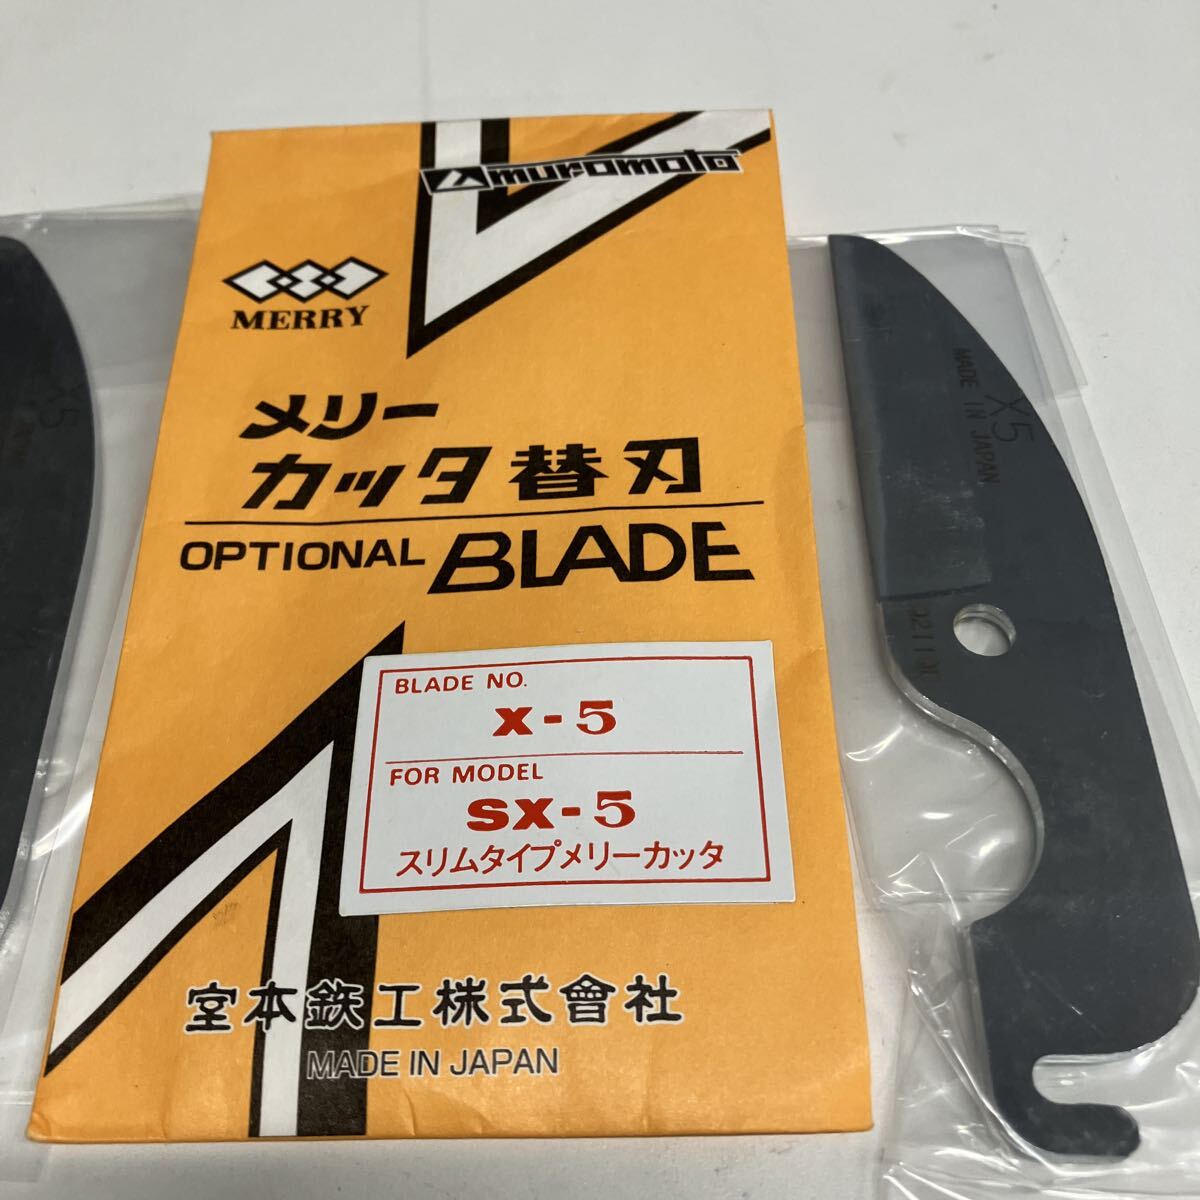 muromoto
MERRY
メリー
カッタ替刃
OPTIONAL BLADE
BLADE NO.
X-5
FOR MODEL
SX-5
スリムタイプメリーカッタ
室本鉄工株式會社
MADE IN JAPAN
X5
MADE IN JAPAN
X5